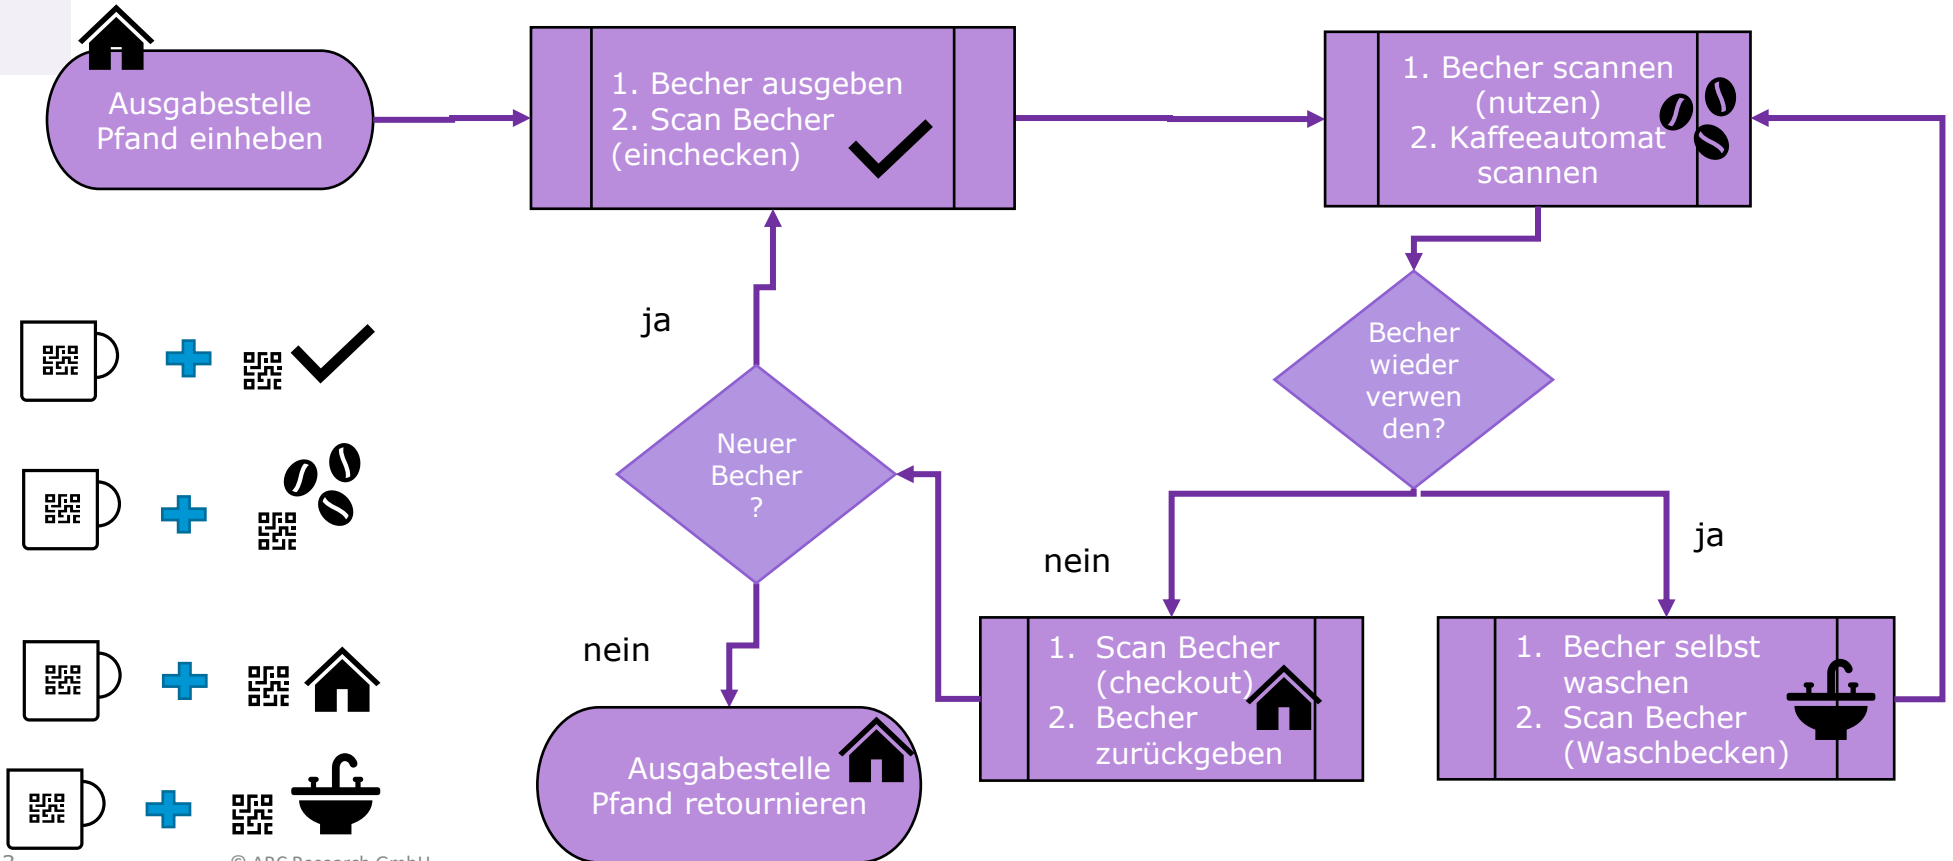 Ausgabestelle
Pfand einheben
1. Becher ausgeben
2. Scan Becher
(einchecken)
1. Becher scannen
(nutzen)
2. Kaffeeautomat
scannen
ja
Becher
wieder
verwen
den?
Neuer
Becher
?
nein
ja
nein
1. Scan Becher
(checkout)
2. Becher
zurückgeben
1. Becher selbst
waschen
2. Scan Becher
(Waschbecken)
Ausgabestelle
Pfand retournieren